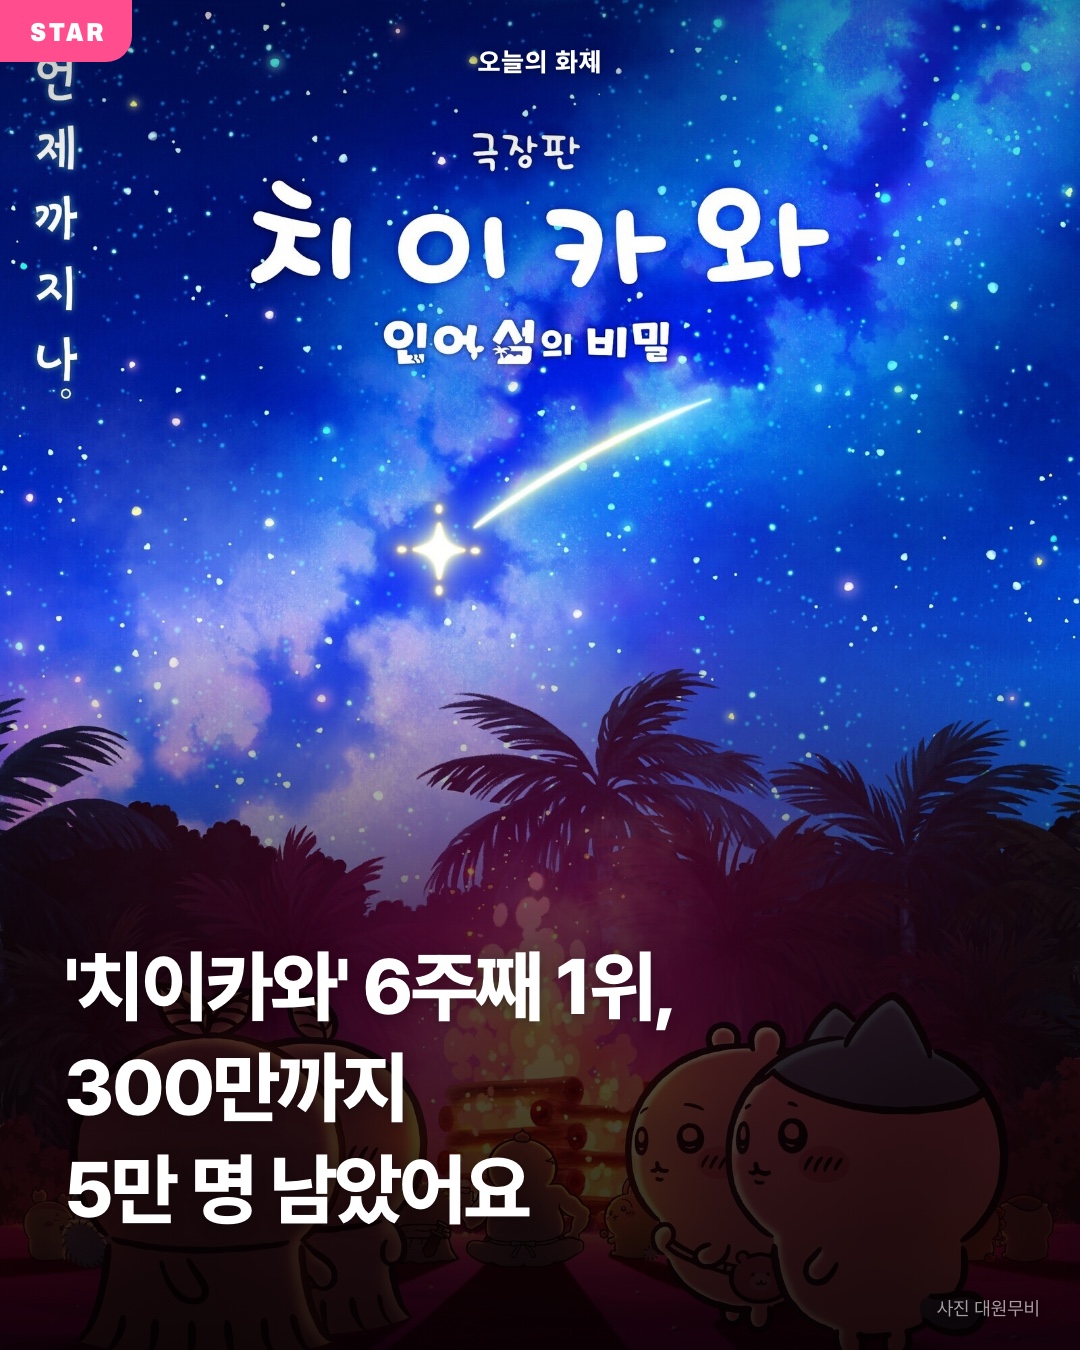 STAR
오늘의 화제
언제까지나。
극장판
치이카와
인어 섬의 비밀
'치이카와' 6주째 1위,
300만까지
5만 명 남았어요
사진 대원무비